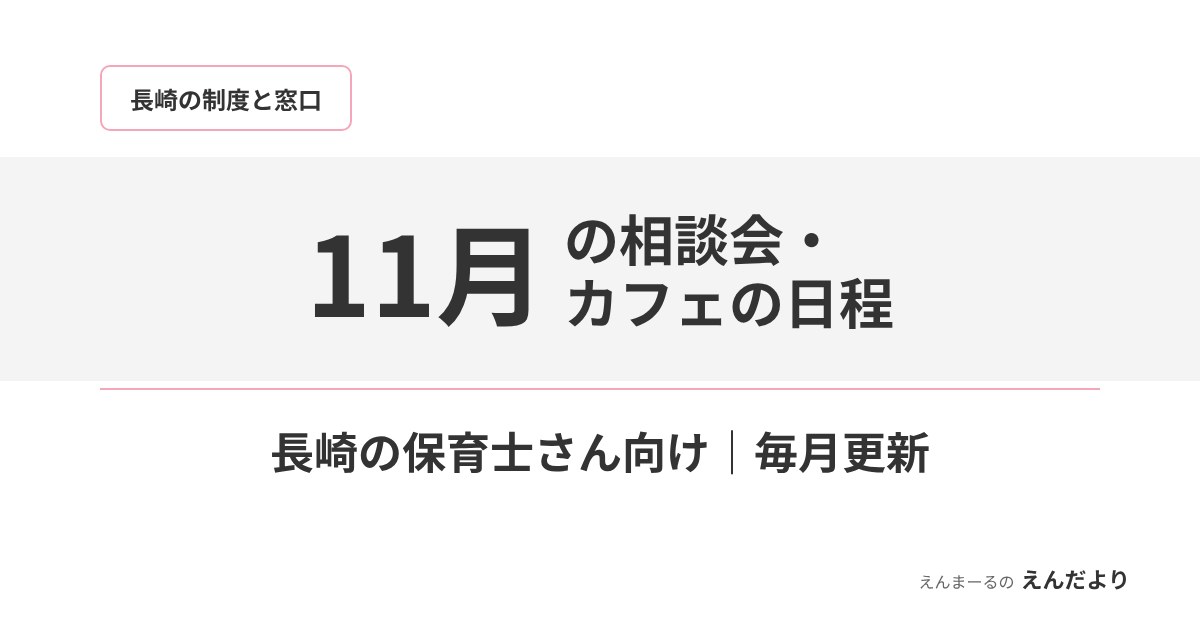 長崎の制度と窓口
11月の相談会・
カフェの日程
長崎の保育士さん向け｜毎月更新
えんまーるの えんだより